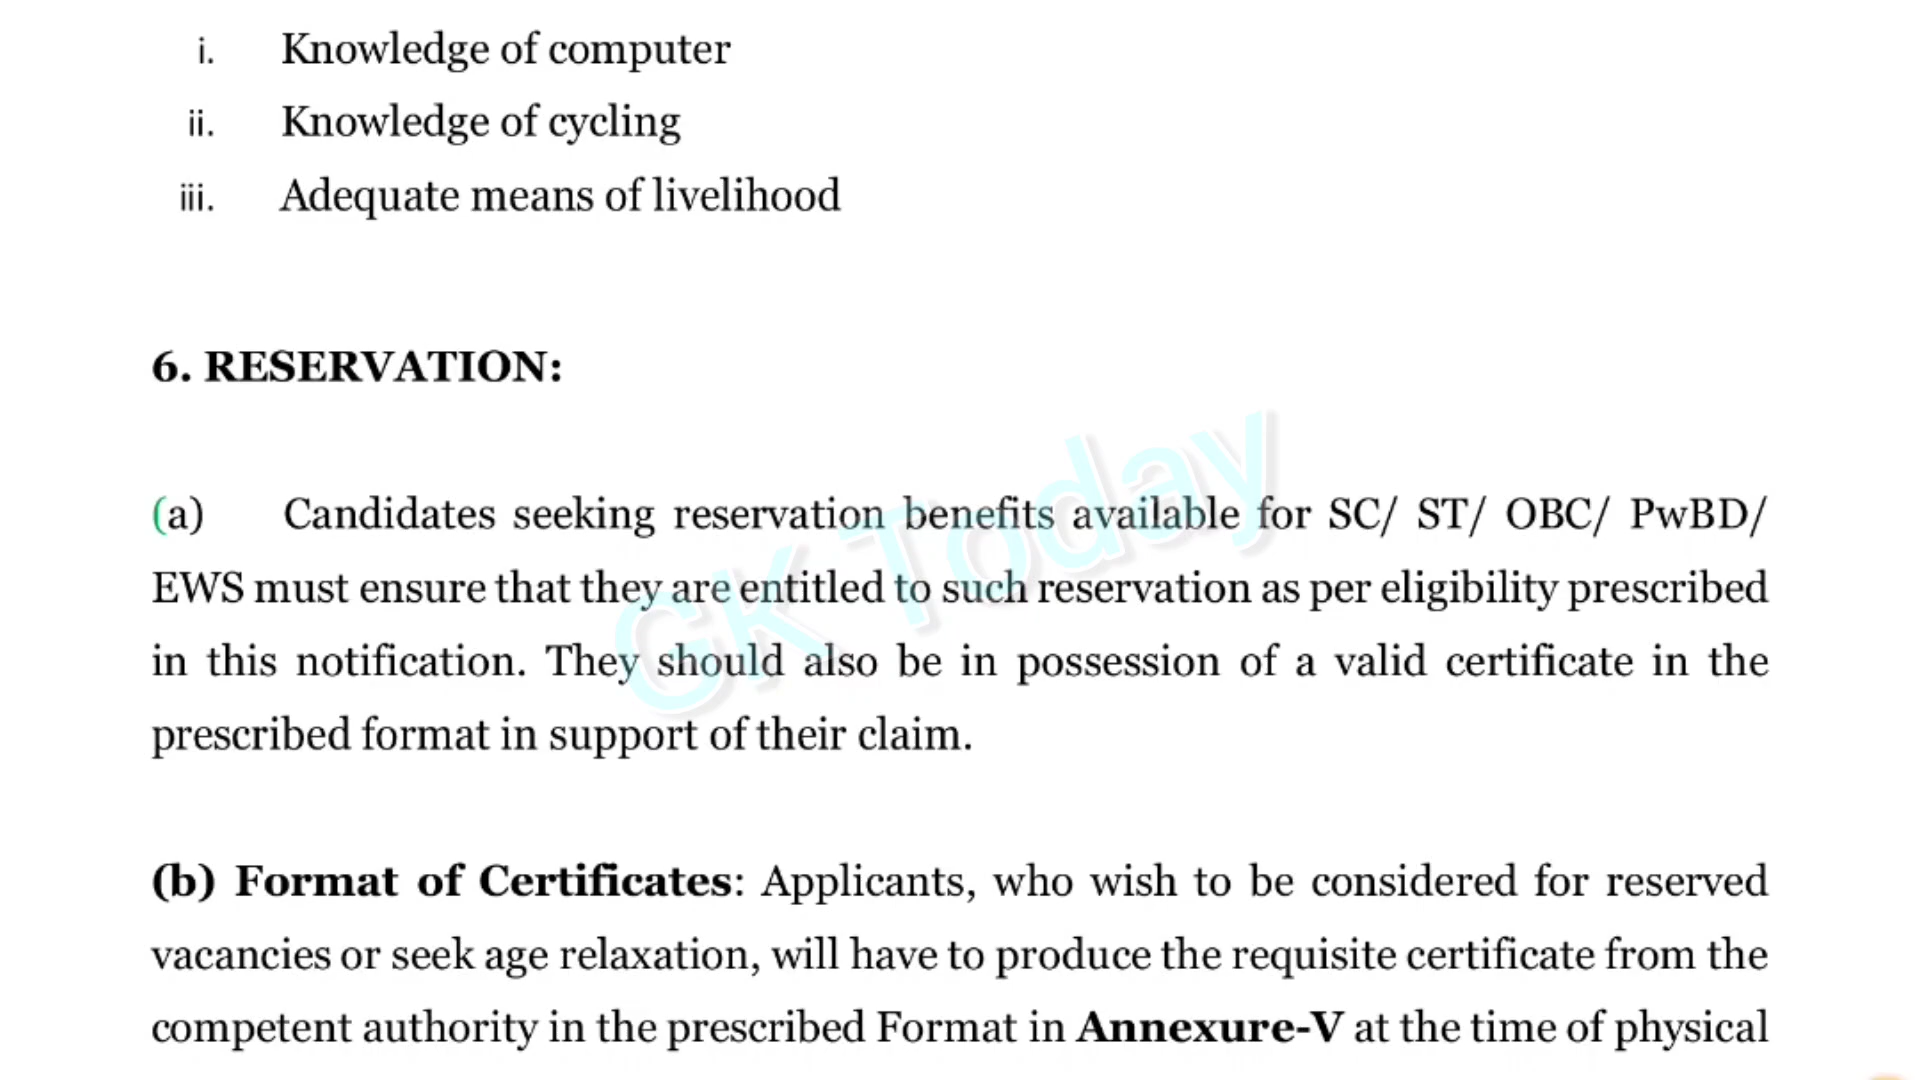 i. Knowledge of computer
ii. Knowledge of cycling
iii. Adequate means of livelihood
6. RESERVATION:
(a) Candidates seeking reservation benefits available for SC/ ST/ OBC/ PwBD/
EWS must ensure that they are entitled to such reservation as per eligibility prescribed
in this notification. They should also be in possession of a valid certificate in the
prescribed format in support of their claim.
GK Today
(b) Format of Certificates: Applicants, who wish to be considered for reserved
vacancies or seek age relaxation, will have to produce the requisite certificate from the
competent authority in the prescribed Format in Annexure-V at the time of physical